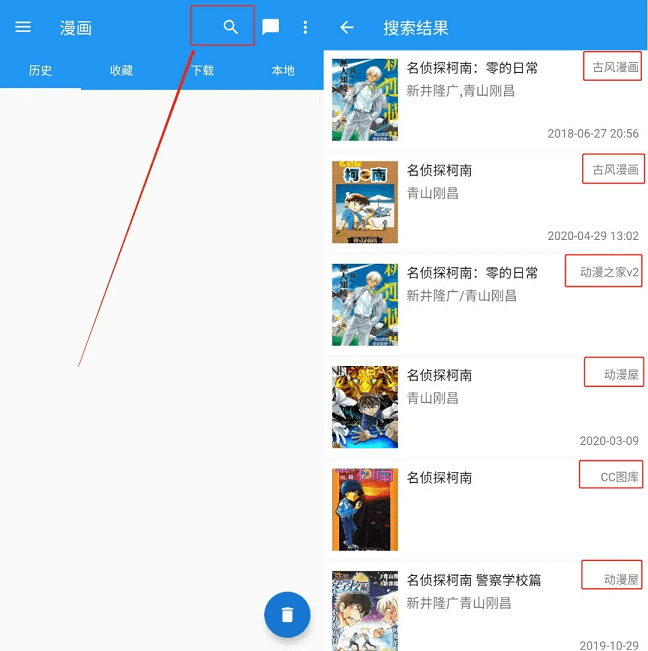 漫画
历史
收藏
下载
本地
搜索结果
名侦探柯南：零的日常
古风漫画
新井隆广,青山刚昌
2018-06-27 20:56
名侦探柯南
古风漫画
青山刚昌
2020-04-29 13:02
名侦探柯南：零的日常
动漫之家v2
新井隆广/青山刚昌
名侦探柯南
动漫屋
青山刚昌
2020-03-09
名侦探柯南
CC图库
名侦探柯南 警察学校篇
动漫屋
新井隆广青山刚昌
2019-10-29